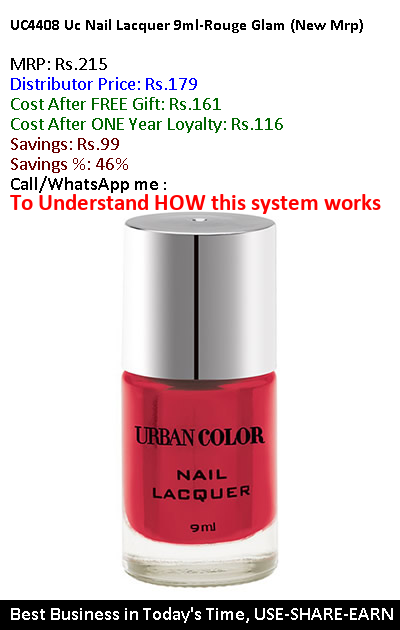 UC4408 Uc Nail Lacquer 9ml-Rouge Glam (New Mrp)
MRP: Rs.215
Distributor Price: Rs.179
Cost After FREE Gift: Rs.161
Cost After ONE Year Loyalty: Rs.116
Savings: Rs.99
Savings %: 46%
Call/WhatsApp me :
To Understand HOW this system works
URBAN COLOR
NAIL
LACQUER
9ml
Best Business in Today's Time, USE-SHARE-EARN